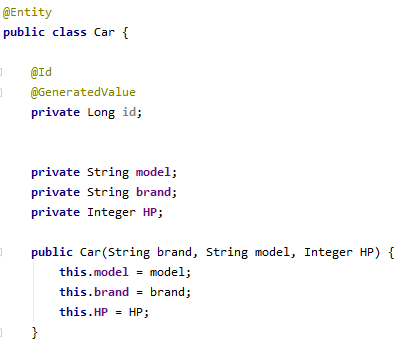 @Entity
public class Car {
@Id
@GeneratedValue
private Long id;
private String model;
private String brand;
private Integer HP;
public Car(String brand, String model, Integer HP) {
this.model = model;
this.brand = brand;
this.HP = HP;
}